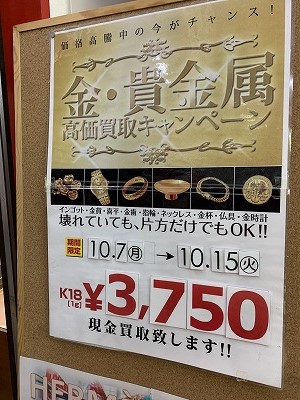 価格高騰中の今がチャンス!
金・貴金属
高価買取キャンペーン
インゴット・金貨・喜平・金歯・指輪・ネックレス・金杯・仏具・金時計
壊れていても、片方だけでもOK!!
期間限定 10.7(月) → 10.15(火)
K18 [1g] ¥3,750
現金買取致します!!
HER